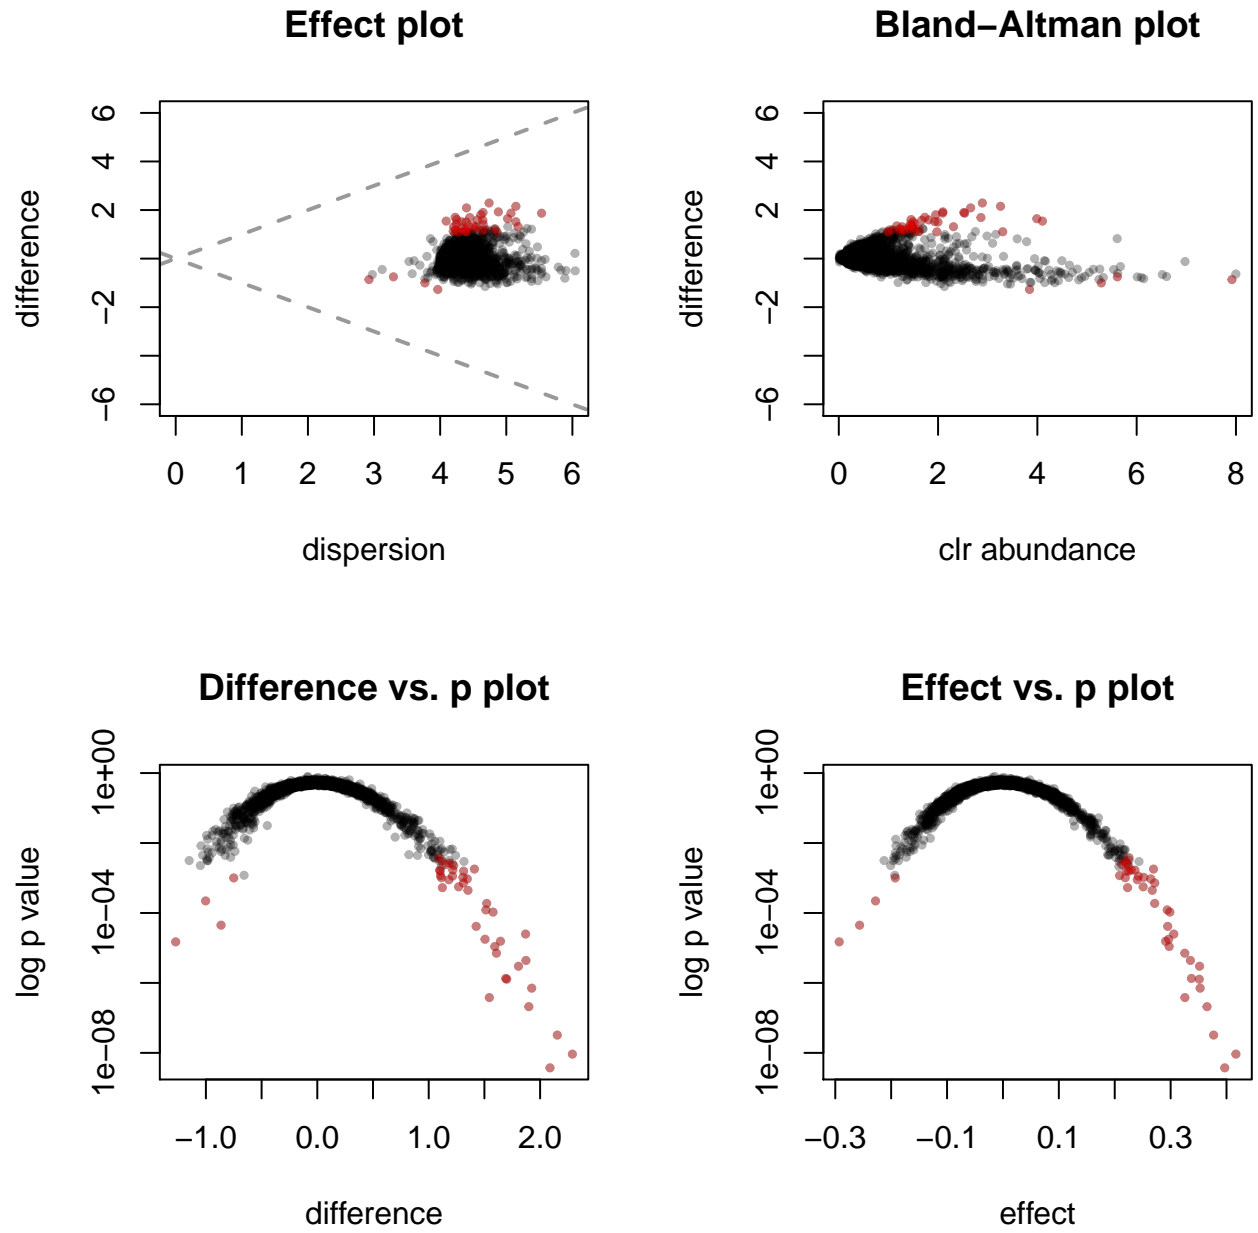 Effect plot
6
4
2
−2
−6
difference
0 1 2 3 4 5 6
dispersion
Bland−Altman plot
6
4
2
−2
−6
difference
0 2 4 6 8
clr abundance
Difference vs. p plot
1e+00
1e−04
1e−08
log p value
−1.0 0.0 1.0 2.0
difference
Effect vs. p plot
1e+00
1e−04
1e−08
log p value
−0.3 −0.1 0.1 0.3
effect